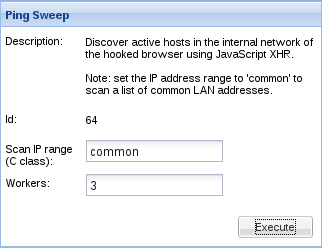 Ping Sweep
Description: Discover active hosts in the internal network of
the hooked browser using JavaScript XHR.
Note: set the IP address range to 'common' to
scan a list of common LAN addresses.
Id: 64
Scan IP range
(C class): common
Workers: 3
Execute